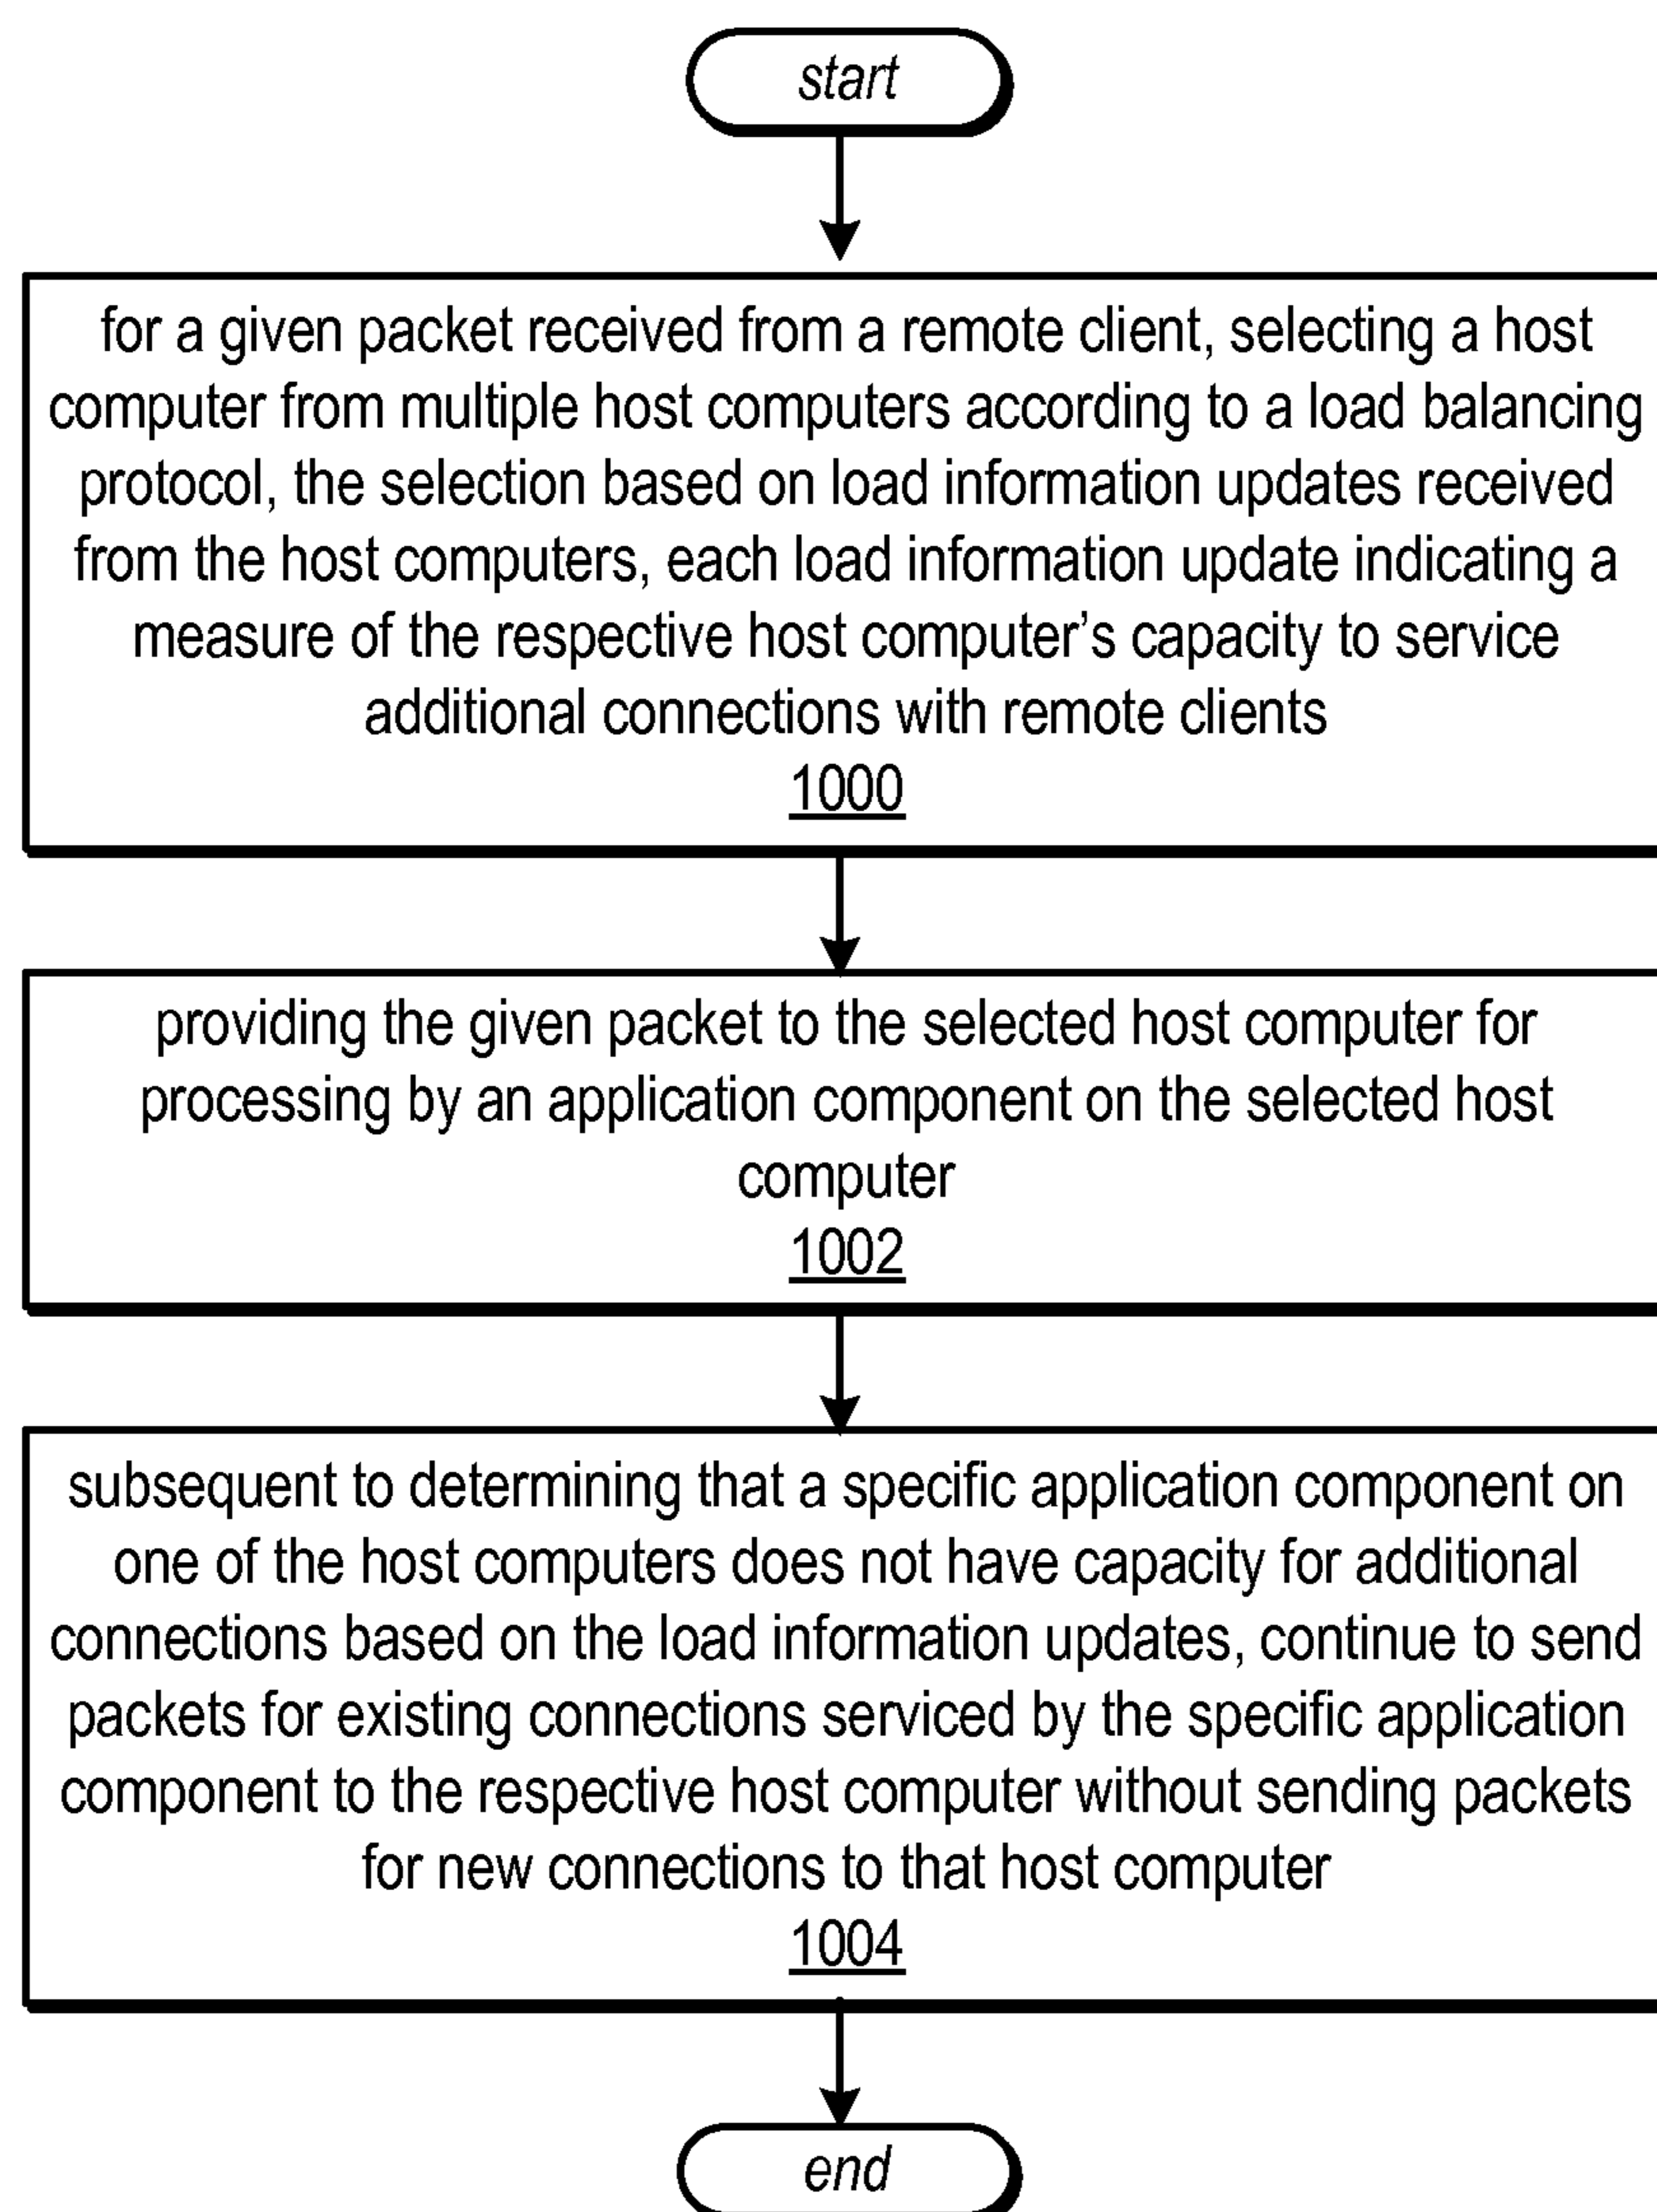 start
for a given packet received from a remote client, selecting a host
computer from multiple host computers according to a load balancing
protocol, the selection based on load information updates received
from the host computers, each load information update indicating a
measure of the respective host computer’s capacity to service
additional connections with remote clients
1000
providing the given packet to the selected host computer for
processing by an application component on the selected host
computer
1002
subsequent to determining that a specific application component on
one of the host computers does not have capacity for additional
connections based on the load information updates, continue to send
packets for existing connections serviced by the specific application
component to the respective host computer without sending packets
for new connections to that host computer
1004
end